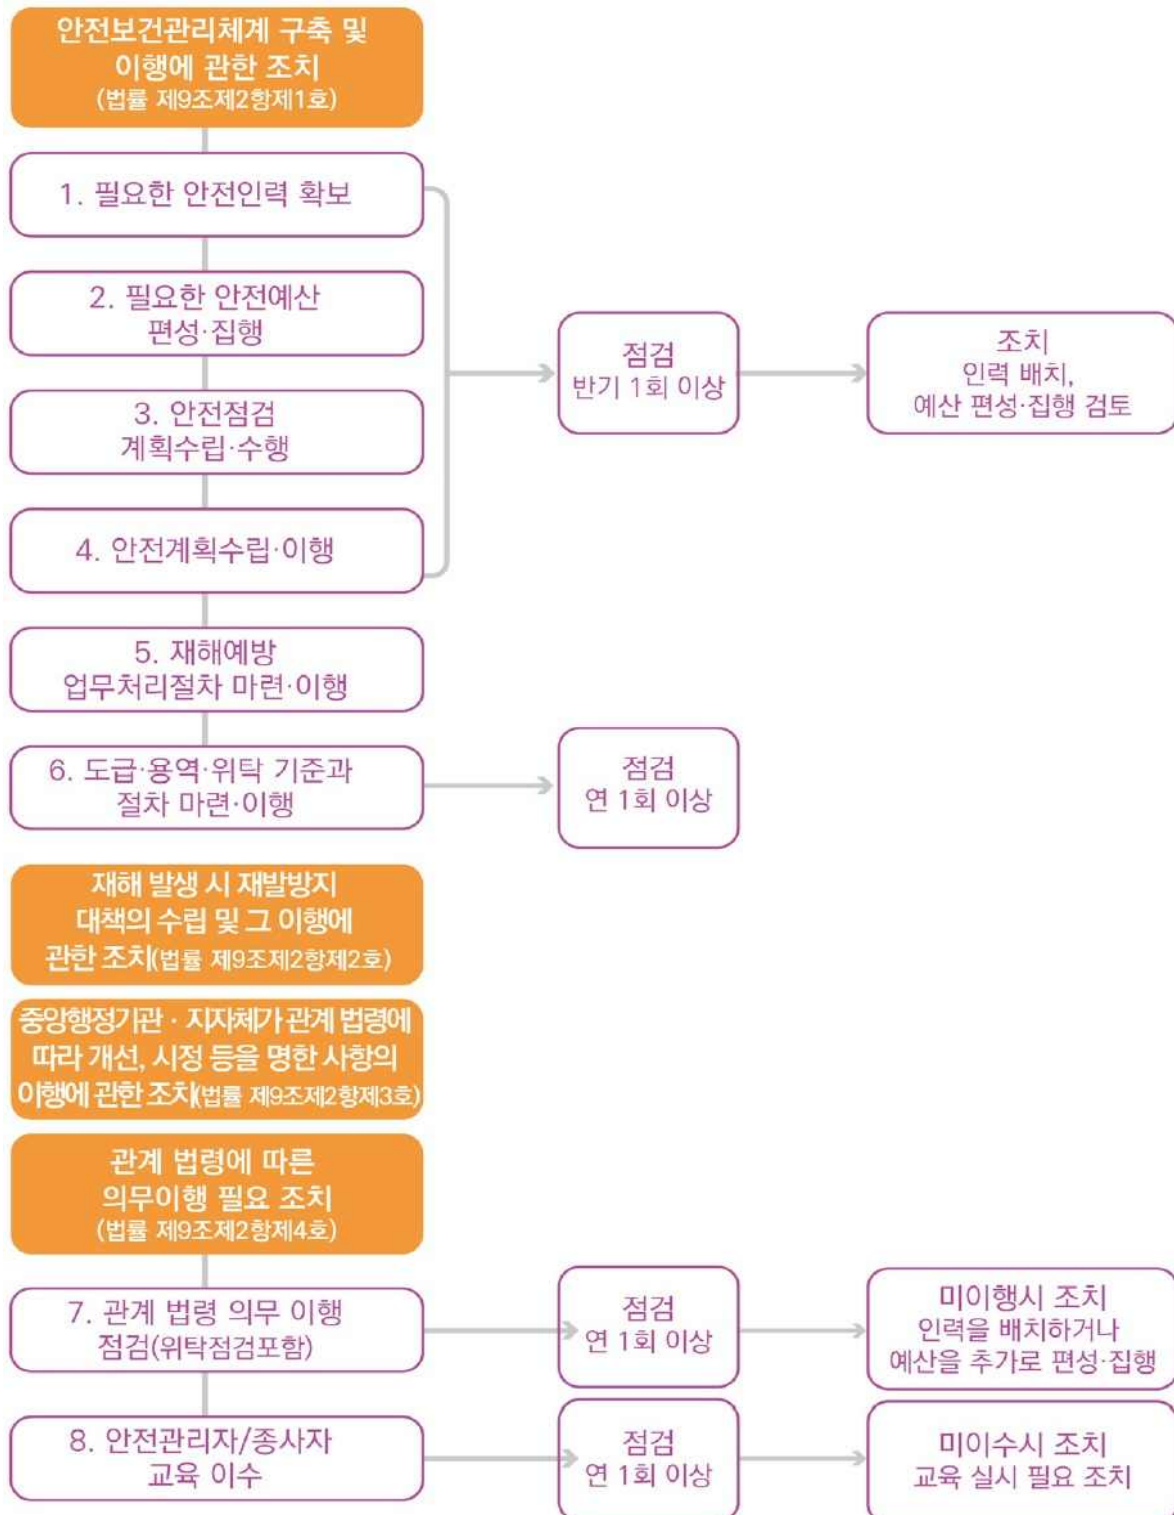 안전보건관리체계 구축 및
이행에 관한 조치
(법률 제9조제2항제1호)
1. 필요한 안전인력 확보
2. 필요한 안전예산
편성·집행
3. 안전점검
계획수립·수행
4. 안전계획수립·이행
점검
반기 1회 이상
조치
인력 배치,
예산 편성·집행 검토
5. 재해예방
업무처리절차 마련·이행
6. 도급·용역·위탁 기준과
절차 마련·이행
점검
연 1회 이상
재해 발생 시 재발방지
대책의 수립 및 그 이행에
관한 조치(법률 제9조제2항제2호)
중앙행정기관 · 지자체가 관계 법령에
따라 개선, 시정 등을 명한 사항의
이행에 관한 조치(법률 제9조제2항제3호)
관계 법령에 따른
의무이행 필요 조치
(법률 제9조제2항제4호)
7. 관계 법령 의무 이행
점검(위탁점검포함)
점검
연 1회 이상
미이행시 조치
인력을 배치하거나
예산을 추가로 편성·집행
8. 안전관리자/종사자
교육 이수
점검
연 1회 이상
미이수시 조치
교육 실시 필요 조치